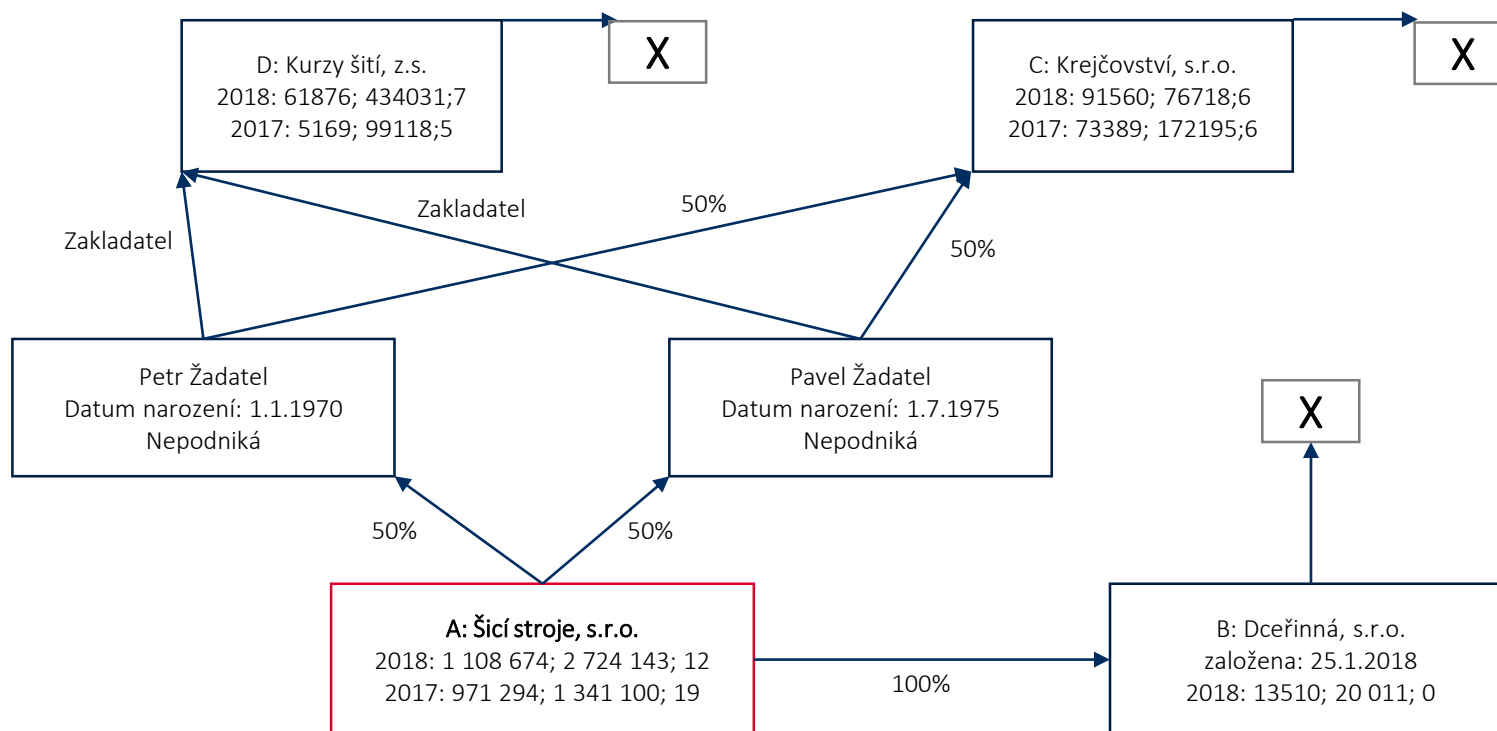 D: Kurzy šití, z.s.
2018: 61876; 434031;7
2017: 5169; 99118;5
X
C: Krejčovství, s.r.o.
2018: 91560; 76718;6
2017: 73389; 172195;6
X
Zakladatel
Zakladatel
50%
50%
Petr Žadatel
Datum narození: 1.1.1970
Nepodniká
Pavel Žadatel
Datum narození: 1.7.1975
Nepodniká
X
50%
50%
A: Šicí stroje, s.r.o.
2018: 1 108 674; 2 724 143; 12
2017: 971 294; 1 341 100; 19
100%
B: Dceřinná, s.r.o.
založena: 25.1.2018
2018: 13510; 20 011; 0